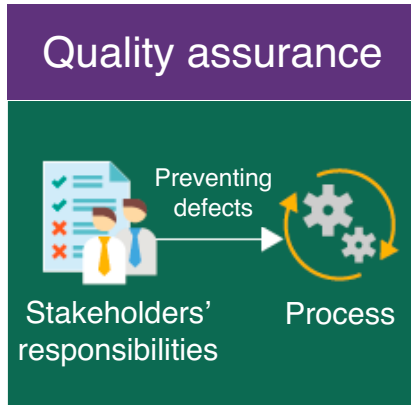 Quality assurance
Preventing
defects
Stakeholders’
responsibilities
Process